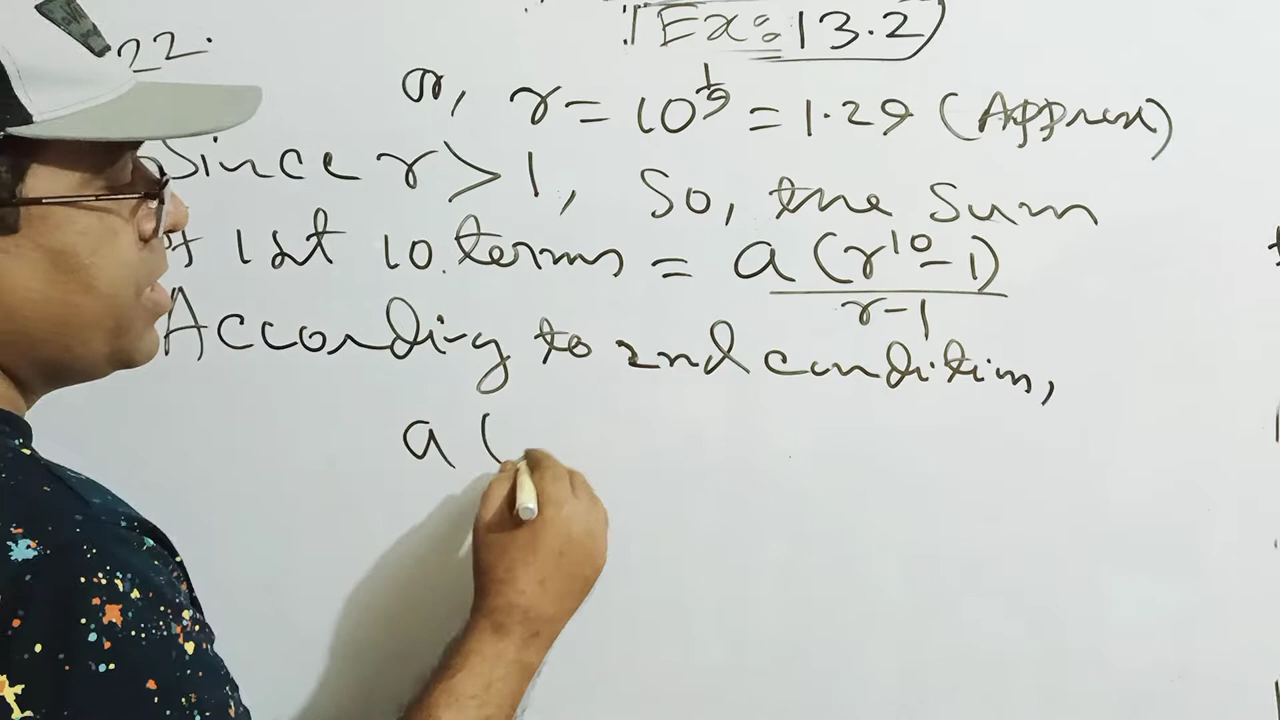 Ex: 13.2
22.
or, r = 10^1/9 = 1.29 (Approx)
Since r > 1, So, the Sum
1st 10 terms = a(r^10-1)/r-1
According to 2nd condition,
a (